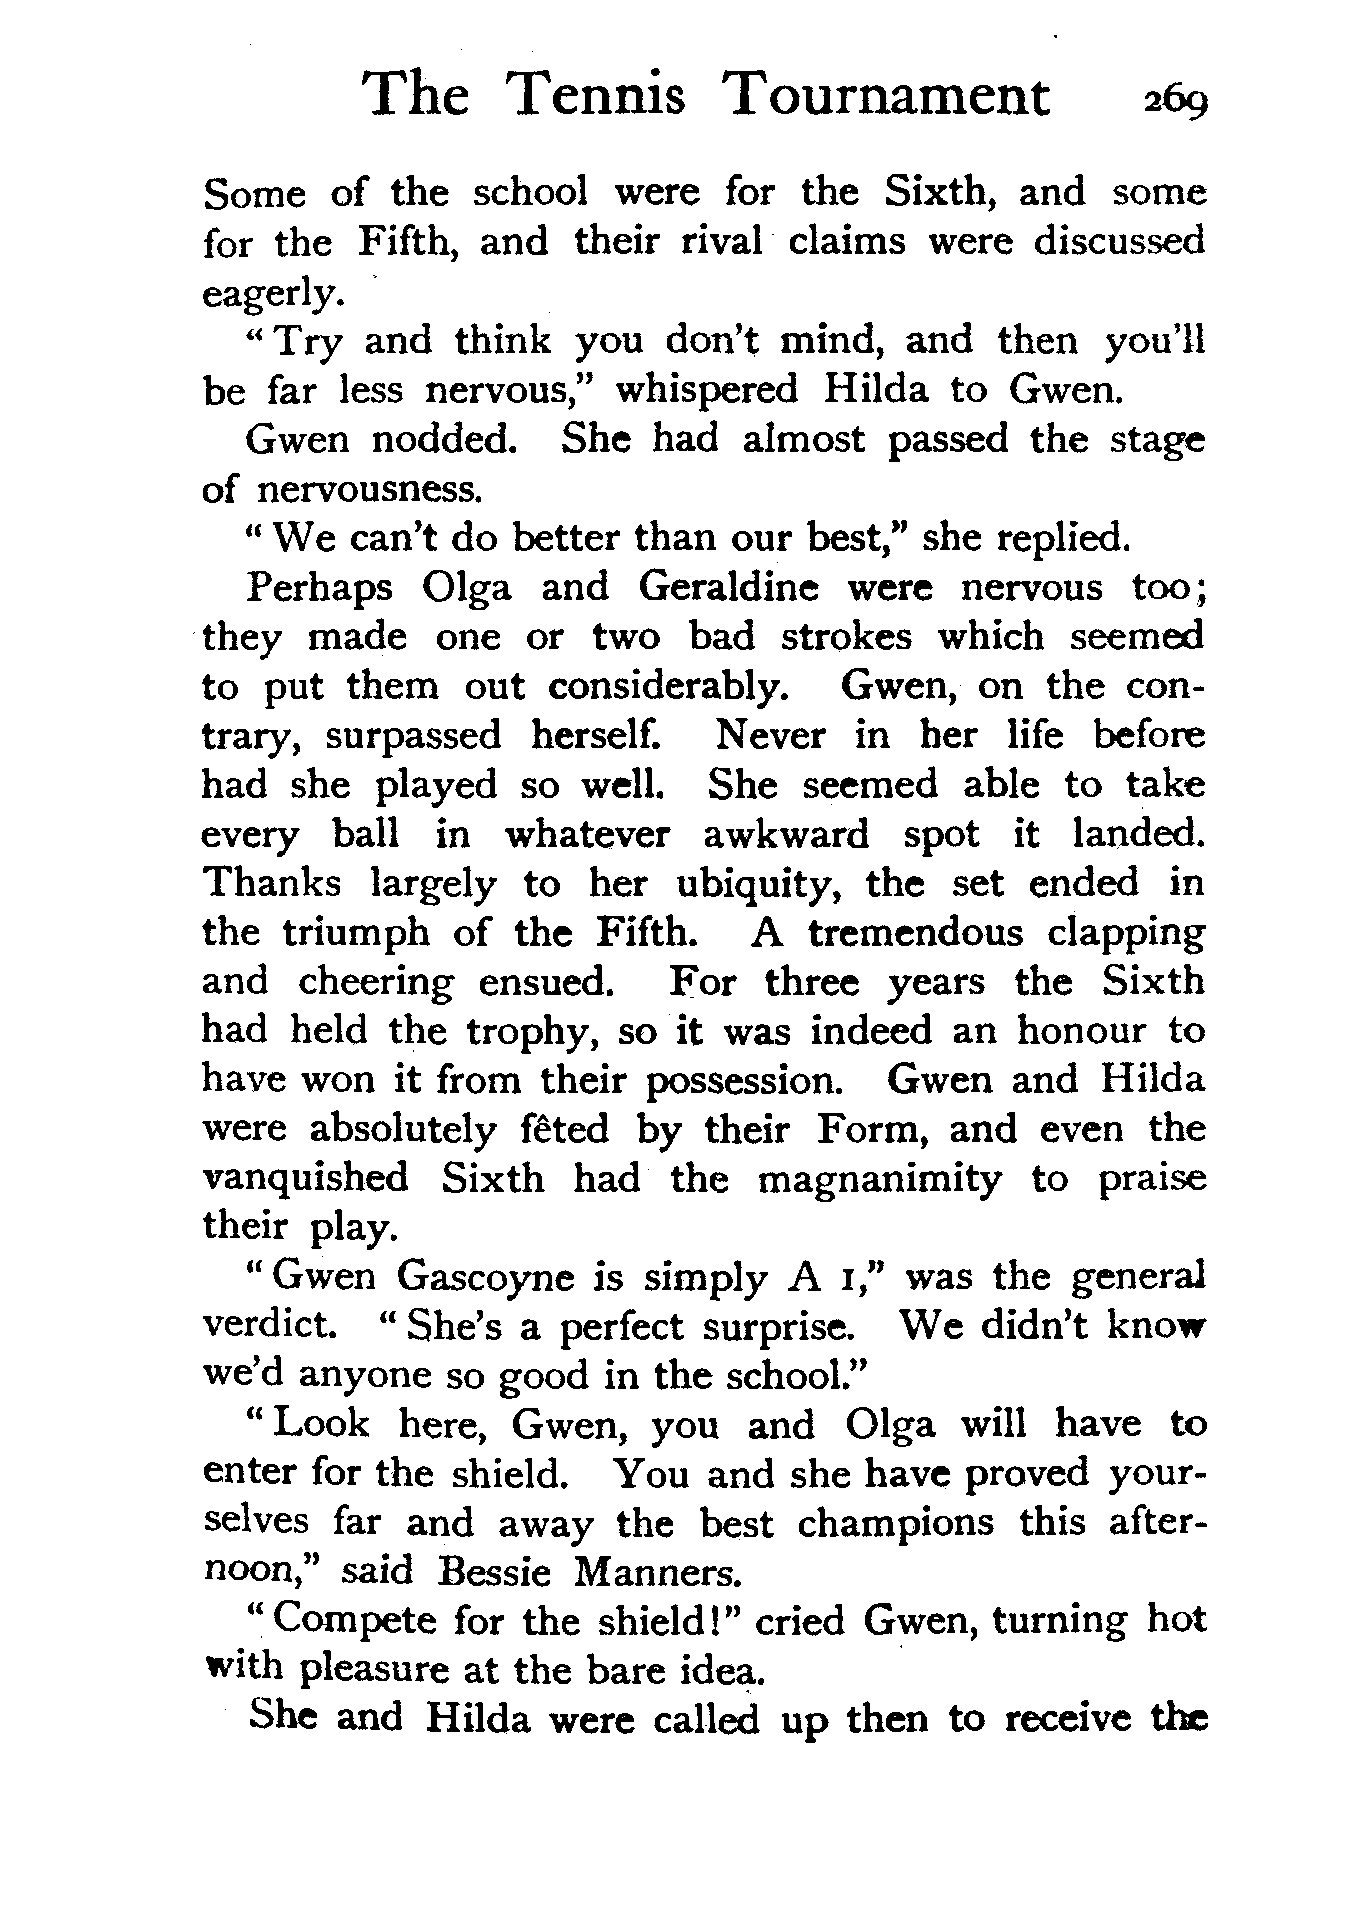 The Tennis Tournament 269
Some of the school were for the Sixth, and some
for the Fifth, and their rival claims were discussed
eagerly.
“Try and think you don’t mind, and then you’ll
be far less nervous,” whispered Hilda to Gwen.
Gwen nodded. She had almost passed the stage
of nervousness.
“We can’t do better than our best,” she replied.
Perhaps Olga and Geraldine were nervous too;
they made one or two bad strokes which seemed
to put them out considerably. Gwen, on the con-
trary, surpassed herself. Never in her life before
had she played so well. She seemed able to take
every ball in whatever awkward spot it landed.
Thanks largely to her ubiquity, the set ended in
the triumph of the Fifth. A tremendous clapping
and cheering ensued. For three years the Sixth
had held the trophy, so it was indeed an honour to
have won it from their possession. Gwen and Hilda
were absolutely fêted by their Form, and even the
vanquished Sixth had the magnanimity to praise
their play.
“Gwen Gascoyne is simply A 1,” was the general
verdict. “She’s a perfect surprise. We didn’t know
we’d anyone so good in the school.”
“Look here, Gwen, you and Olga will have to
enter for the shield. You and she have proved your-
selves far and away the best champions this after-
noon,” said Bessie Manners.
“Compete for the shield!” cried Gwen, turning hot
with pleasure at the bare idea.
She and Hilda were called up then to receive the